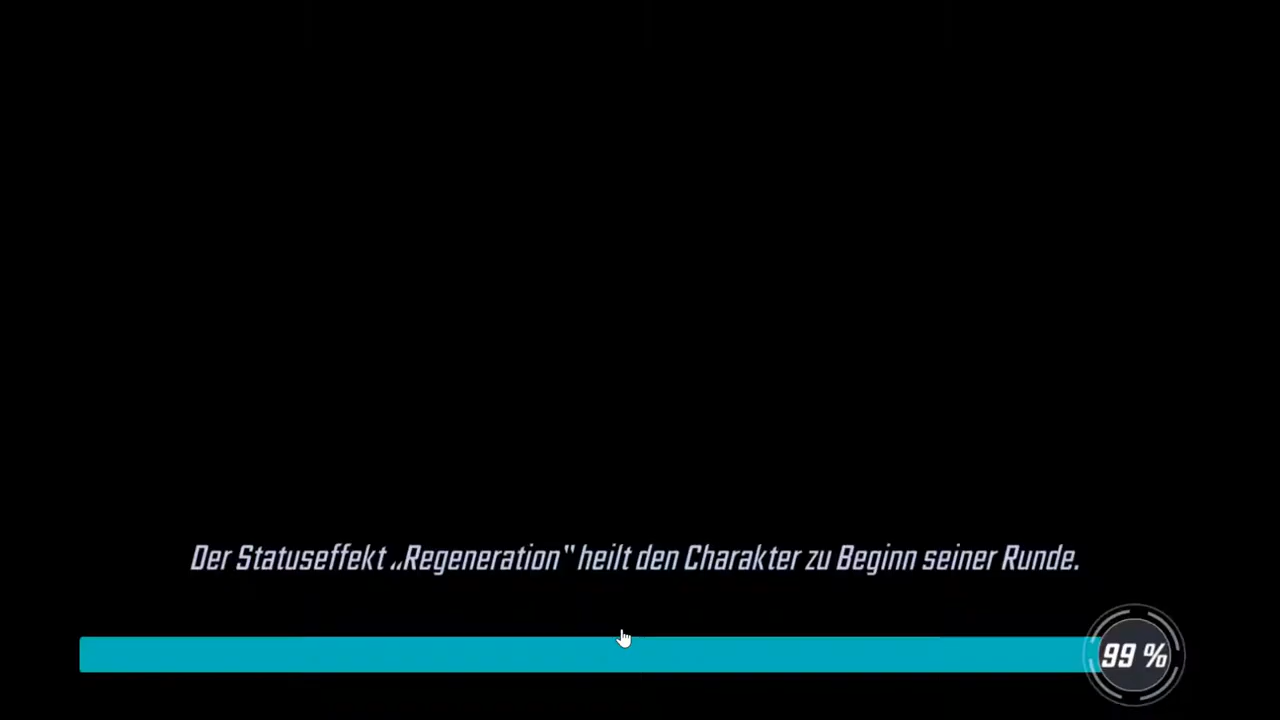 Der Statuseffekt „Regeneration“ heilt den Charakter zu Beginn seiner Runde.
99 %